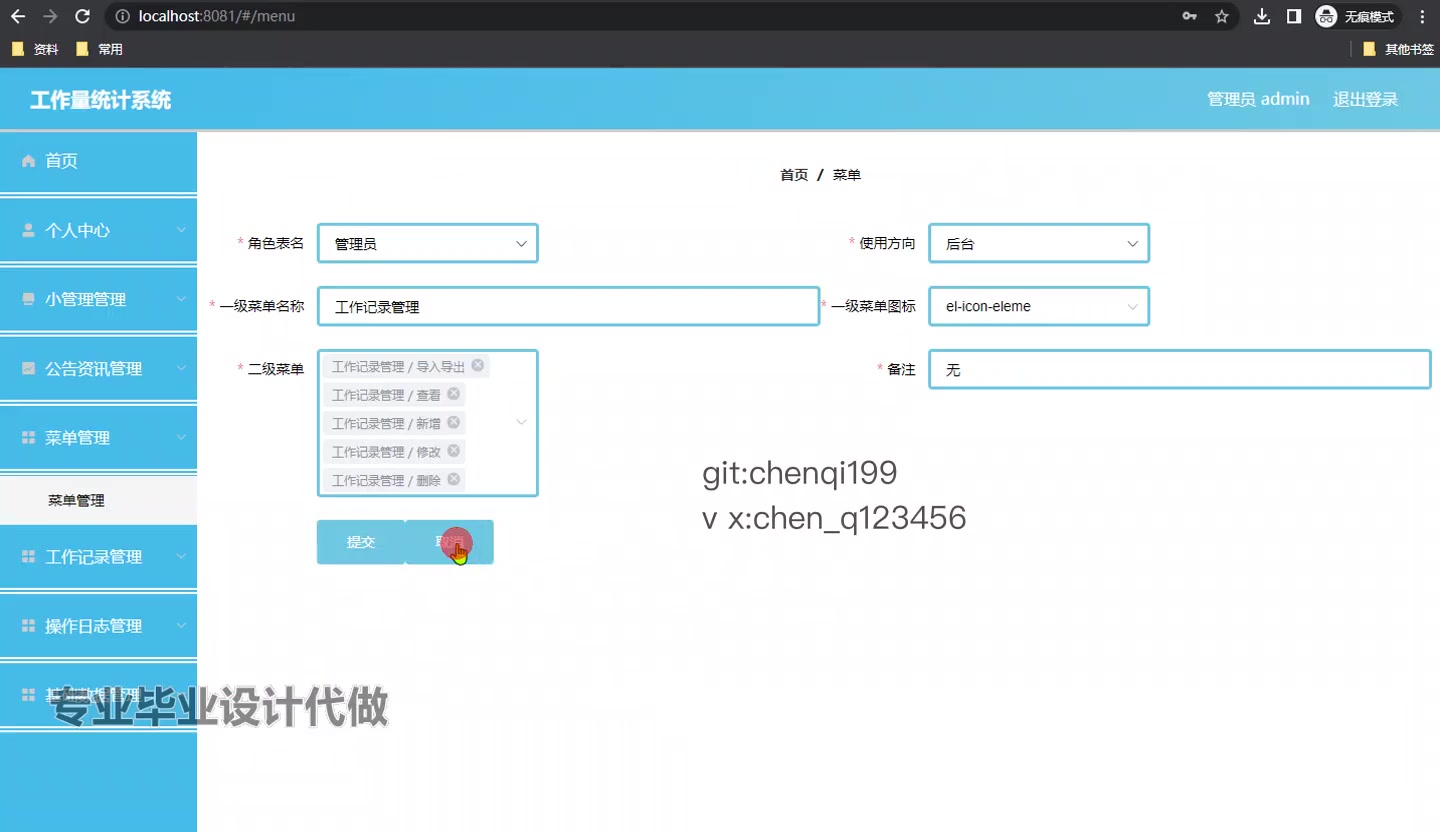 localhost:8081/#/menu
无痕模式
资料 常用 其他书签
工作量统计系统 管理员 admin 退出登录
首页
个人中心
小管理管理
公告资讯管理
菜单管理
菜单管理
工作记录管理
操作日志管理
基础数据管理
首页 / 菜单
* 角色表名 管理员 * 使用方向 后台
* 一级菜单名称 工作记录管理 * 一级菜单图标 el-icon-eleme
* 二级菜单 工作记录管理 / 导入导出 * 备注 无
工作记录管理 / 查看
工作记录管理 / 新增
工作记录管理 / 修改
工作记录管理 / 删除
提交 取消
git:chenqi199
v x:chen_q123456
专业毕业设计代做